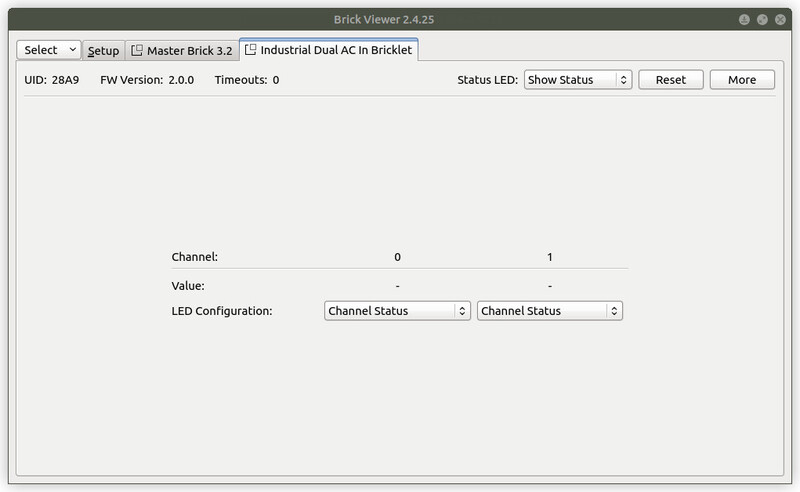 Brick Viewer 2.4.25
Select Setup Master Brick 3.2 Industrial Dual AC In Bricklet
UID: 28A9 FW Version: 2.0.0 Timeouts: 0 Status LED: Show Status Reset More
Channel: 0 1
Value: - -
LED Configuration: Channel Status Channel Status